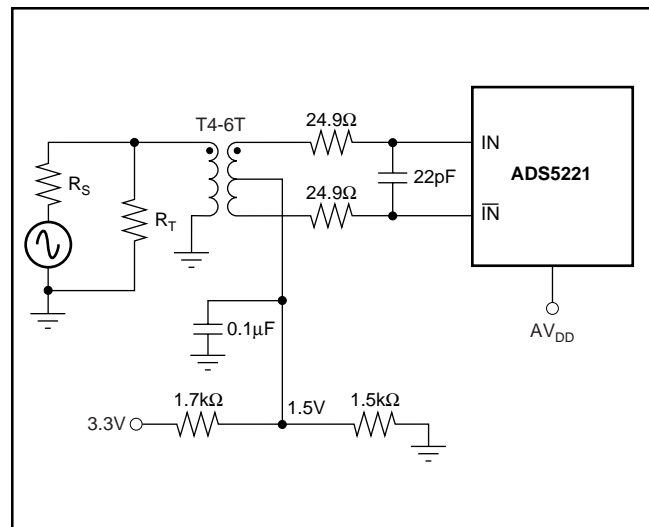 T4-6T
24.9Ω
IN
ADS5221
R_S
R_T
22pF
24.9Ω
I̅N̅
AV_DD
0.1µF
1.7kΩ
1.5V
1.5kΩ
3.3V